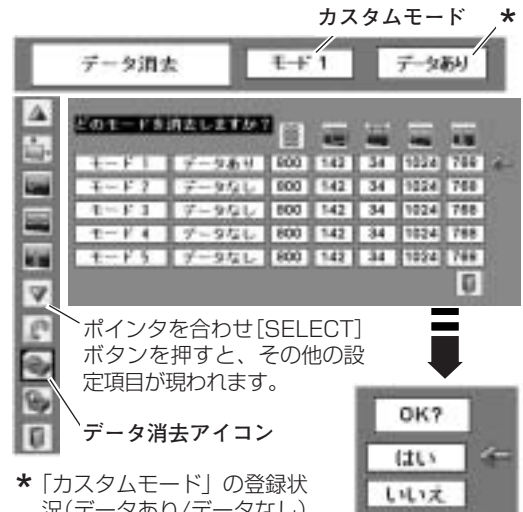 カスタムモード *
データ消去 モード 1 データあり
どのモードを消去しますか?
モード 1 データあり 800 142 34 1024 768
モード 2 データなし 800 142 34 1024 768
モード 3 データなし 800 142 34 1024 768
モード 4 データなし 800 142 34 1024 768
モード 5 データなし 800 142 34 1024 768
ポインタを合わせ[SELECT]
ボタンを押すと、その他の設
定項目が現われます。
データ消去アイコン
OK?
はい
いいえ
*「カスタムモード」の登録状
況(データあり/データなし)